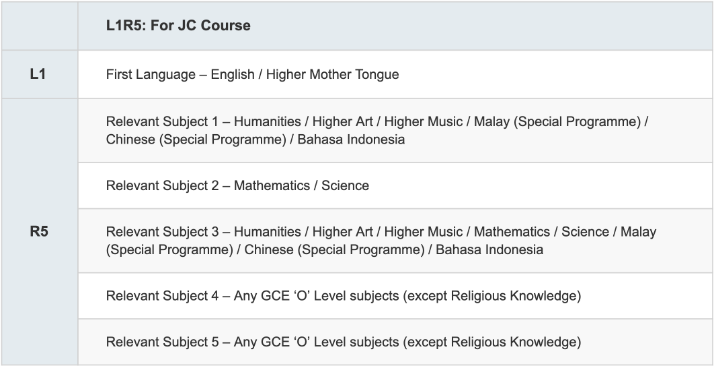 L1R5: For JC Course
L1
First Language – English / Higher Mother Tongue
R5
Relevant Subject 1 – Humanities / Higher Art / Higher Music / Malay (Special Programme) /
Chinese (Special Programme) / Bahasa Indonesia
Relevant Subject 2 – Mathematics / Science
Relevant Subject 3 – Humanities / Higher Art / Higher Music / Mathematics / Science / Malay
(Special Programme) / Chinese (Special Programme) / Bahasa Indonesia
Relevant Subject 4 – Any GCE ‘O’ Level subjects (except Religious Knowledge)
Relevant Subject 5 – Any GCE ‘O’ Level subjects (except Religious Knowledge)